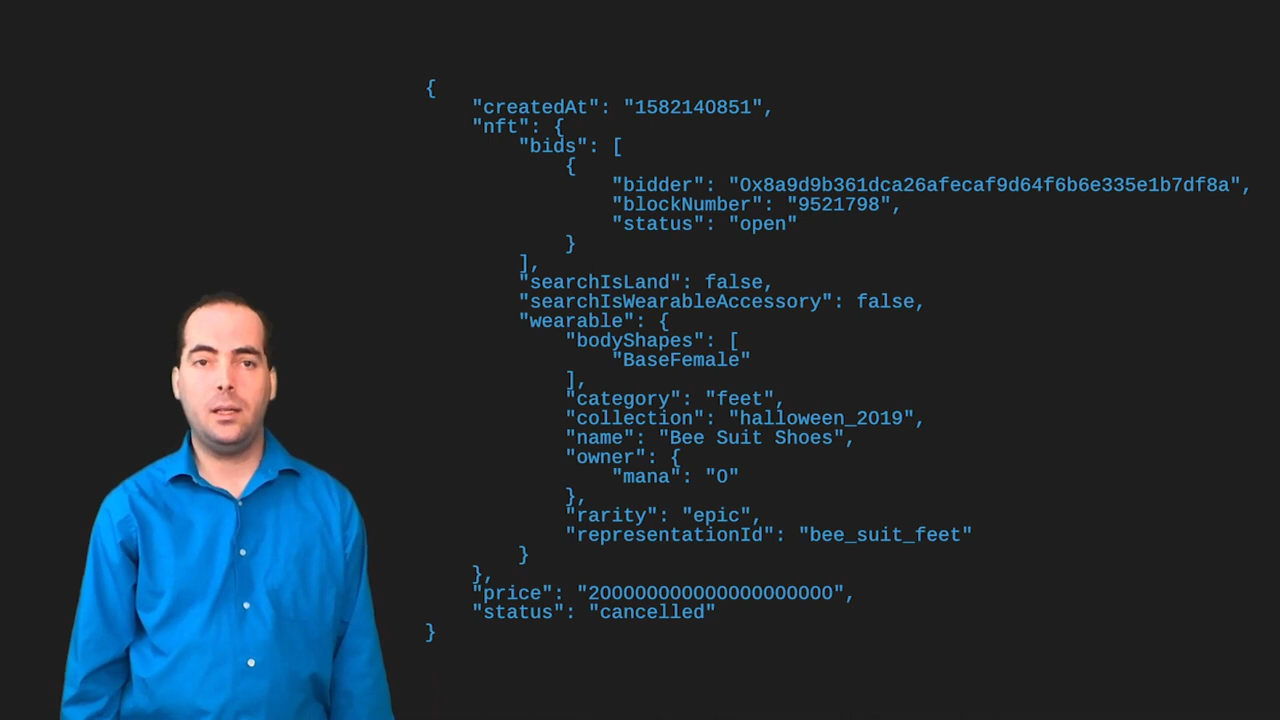 {
"createdAt": "1582140851",
"nft": {
"bids": [
{
"bidder": "0x8a9d9b361dca26afecaf9d64f6b6e335e1b7df8a",
"blockNumber": "9521798",
"status": "open"
}
],
"searchIsLand": false,
"searchIsWearableAccessory": false,
"wearable": {
"bodyShapes": [
"BaseFemale"
],
"category": "feet",
"collection": "halloween_2019",
"name": "Bee Suit Shoes",
"owner": {
"mana": "0"
},
"rarity": "epic",
"representationId": "bee_suit_feet"
}
},
"price": "200000000000000000000",
"status": "cancelled"
}